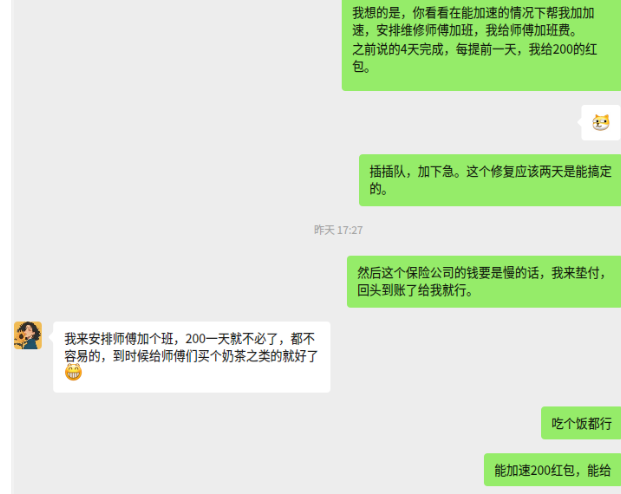 我想的是，你看看在能加速的情况下帮我加加
速，安排维修师傅加班，我给师傅加班费。
之前说的4天完成，每提前一天，我给200的红
包。
插插队，加下急。这个修复应该两天是能搞定
的。
昨天 17:27
然后这个保险公司的钱要是慢的话，我来垫付，
回头到账了给我就行。
我来安排师傅加个班，200一天就不必了，都不
容易的，到时候给师傅们买个奶茶之类的就好了
吃个饭都行
能加速200红包，能给